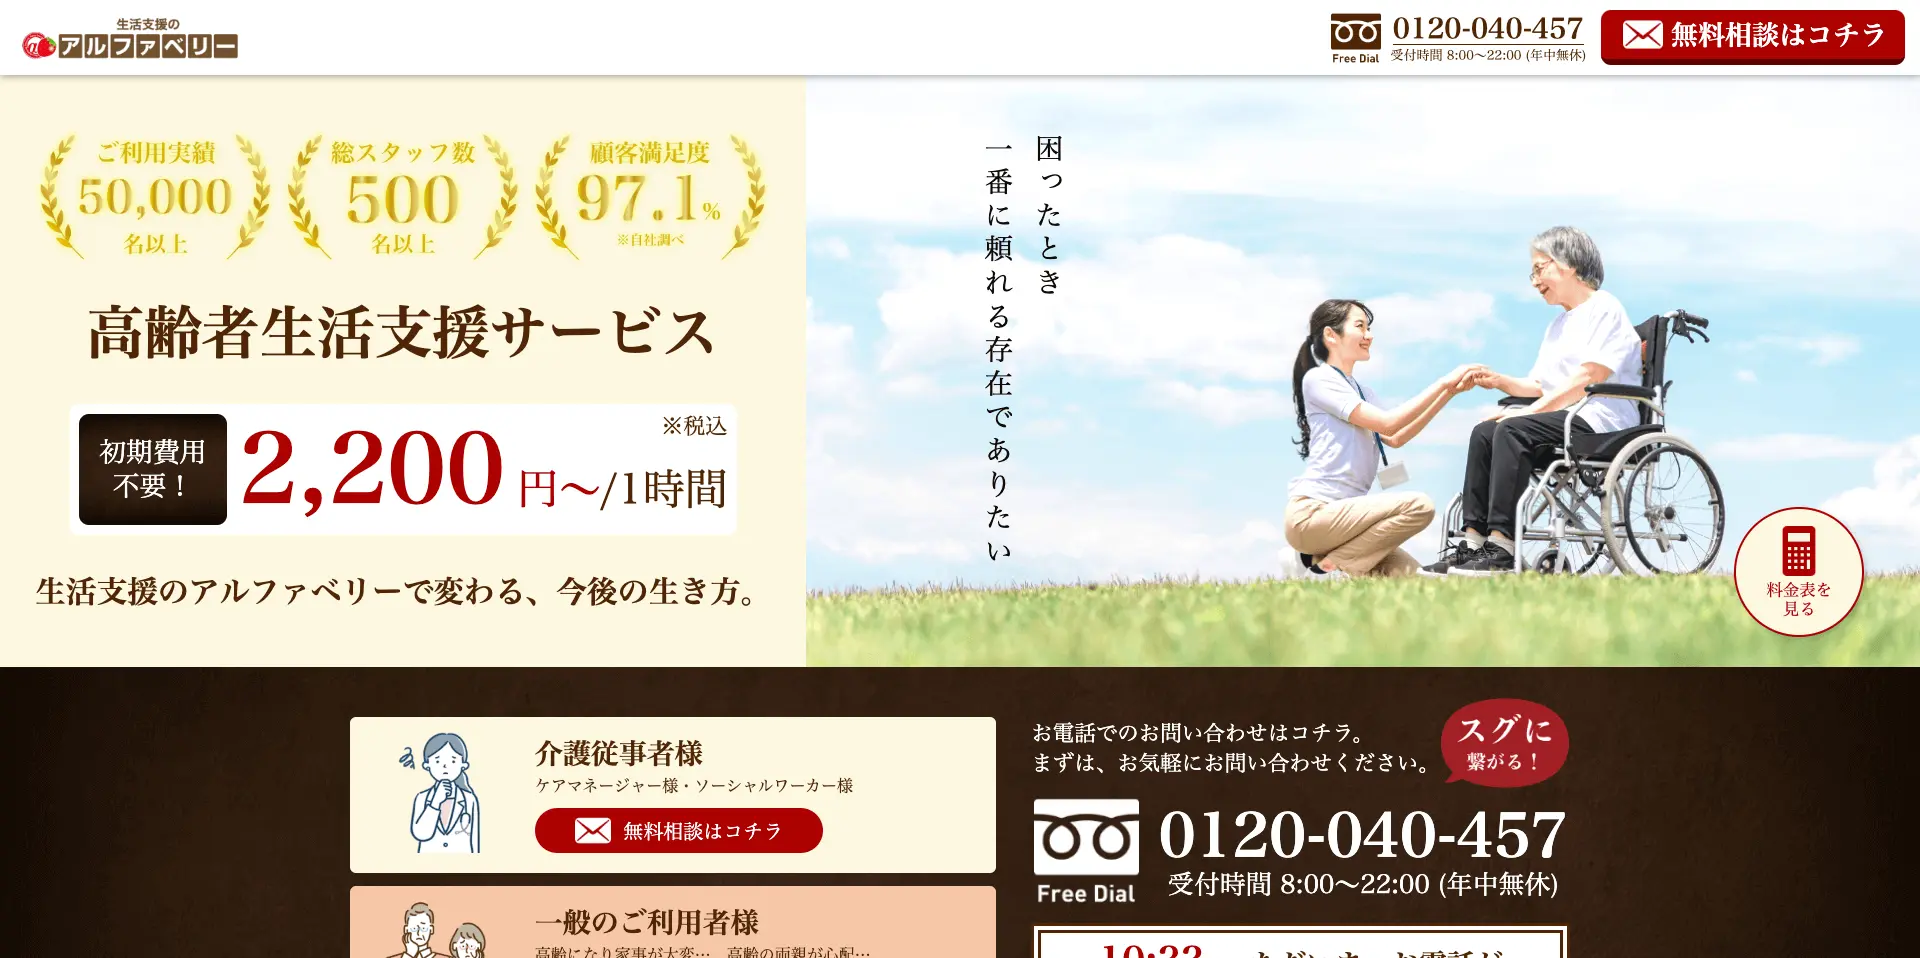 生活支援の
アルファベリー
Free Dial
0120-040-457
受付時間 8:00〜22:00 (年中無休)
無料相談はコチラ
ご利用実績
50,000
名以上
総スタッフ数
500
名以上
顧客満足度
97.1%
※自社調べ
高齢者生活支援サービス
初期費用
不要！
2,200円〜/1時間
※税込
生活支援のアルファベリーで変わる、今後の生き方。
困ったとき
一番に頼れる存在でありたい
料金表を
見る
介護従事者様
ケアマネージャー様・ソーシャルワーカー様
無料相談はコチラ
一般のご利用者様
高齢になり家事が大変… 高齢の両親が心配…
お電話でのお問い合わせはコチラ。
まずは、お気軽にお問い合わせください。
スグに
繋がる！
Free Dial
0120-040-457
受付時間 8:00〜22:00 (年中無休)
10:22 ただいま、お電話が